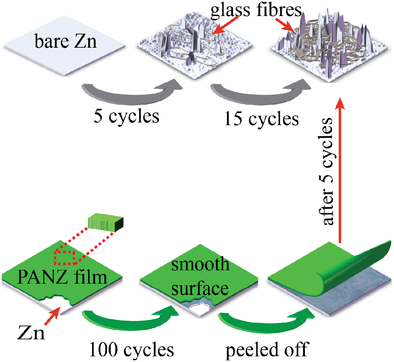 glass fibres
bare Zn
5 cycles
15 cycles
after 5 cycles
PANZ film
smooth
surface
Zn
100 cycles
peeled off